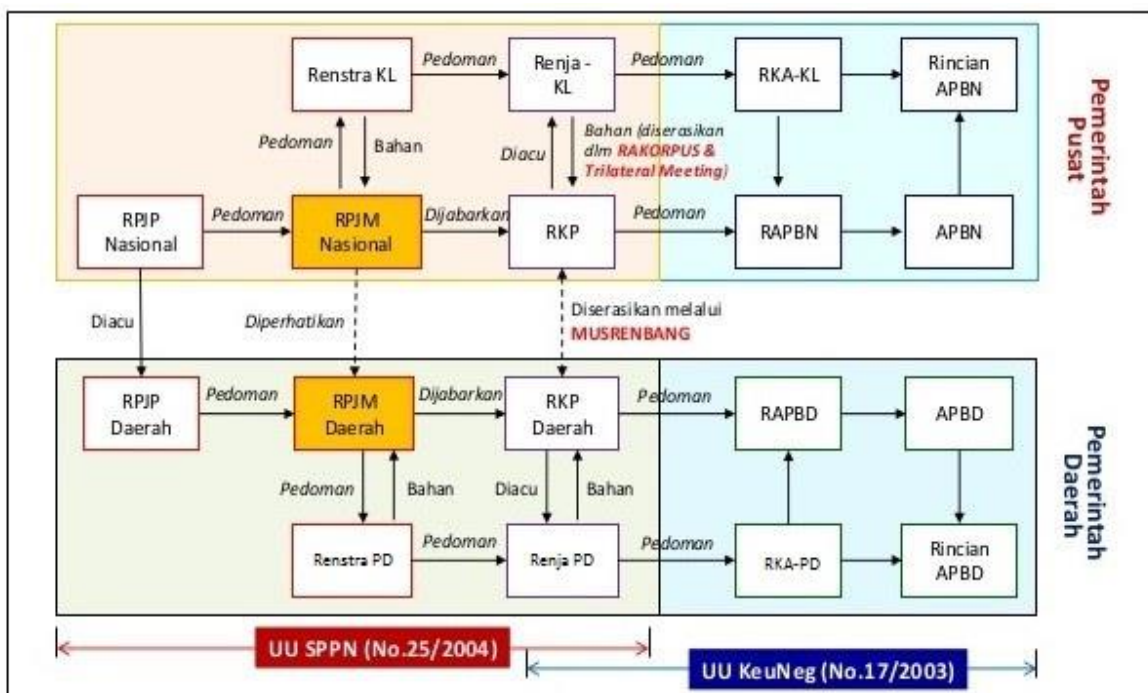 Pedoman
Pedoman
Renstra KL
Renja -
KL
RKA-KL
Rincian
APBN
Pedoman
Bahan
Diacu
Bahan (diserasikan
dlm RAKORPUS &
Trilateral Meeting)
Pemerintah
Pusat
RPJP
Nasional
Pedoman
RPJM
Nasional
Dijabarkan
RKP
Pedoman
RAPBN
APBN
Diacu
Diperhatikan
Diserasikan melalui
MUSRENBANG
RPJP
Daerah
Pedoman
RPJM
Daerah
Dijabarkan
RKP
Daerah
Pedoman
RAPBD
APBD
Pemerintah
Daerah
Pedoman
Bahan
Diacu
Bahan
Renstra PD
Pedoman
Renja PD
Pedoman
RKA-PD
Rincian
APBD
UU SPPN (No.25/2004)
UU KeuNeg (No.17/2003)